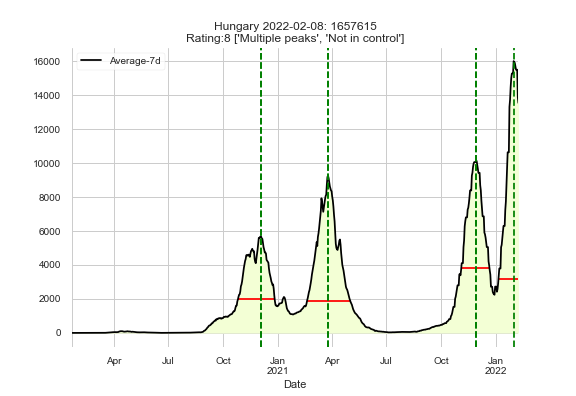 Hungary 2022-02-08: 1657615
Rating:8 ['Multiple peaks', 'Not in control']
Average-7d
16000
14000
12000
10000
8000
6000
4000
2000
0
Apr Jul Oct Jan Apr Jul Oct Jan
2021 2022
Date